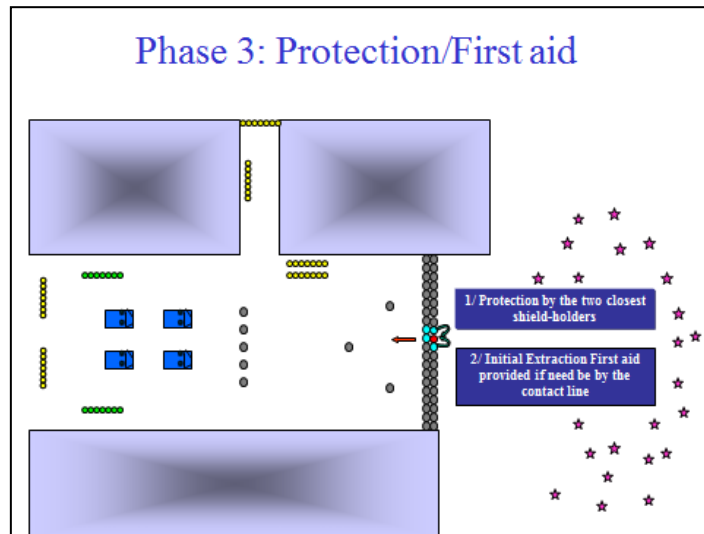 Phase 3: Protection/First aid
1/ Protection by the two closest
shield-holders
2/ Initial Extraction First aid
provided if need be by the
contact line